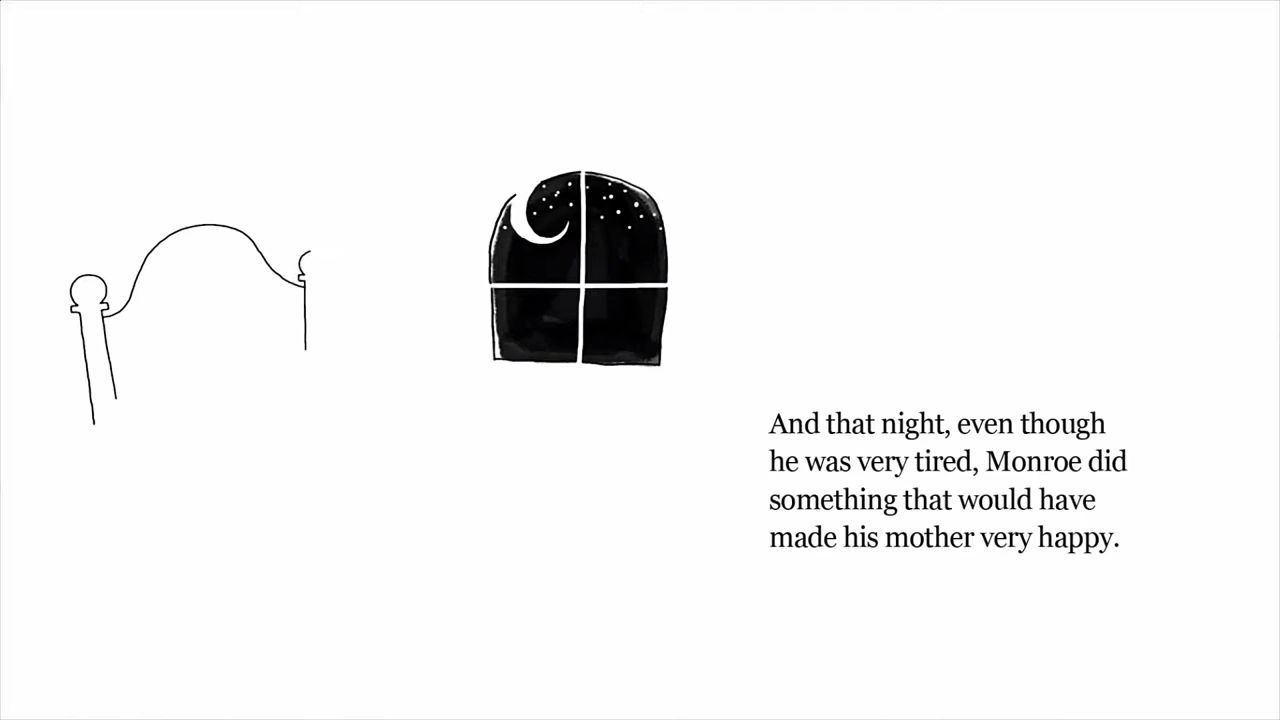 And that night, even though
he was very tired, Monroe did
something that would have
made his mother very happy.